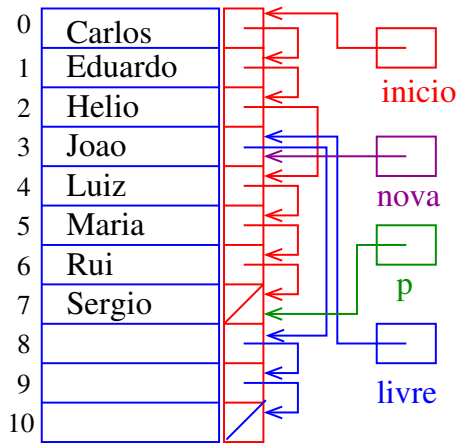 0 Carlos
1 Eduardo
2 Helio
3 Joao
4 Luiz
5 Maria
6 Rui
7 Sergio
8
9
10
inicio
nova
p
livre